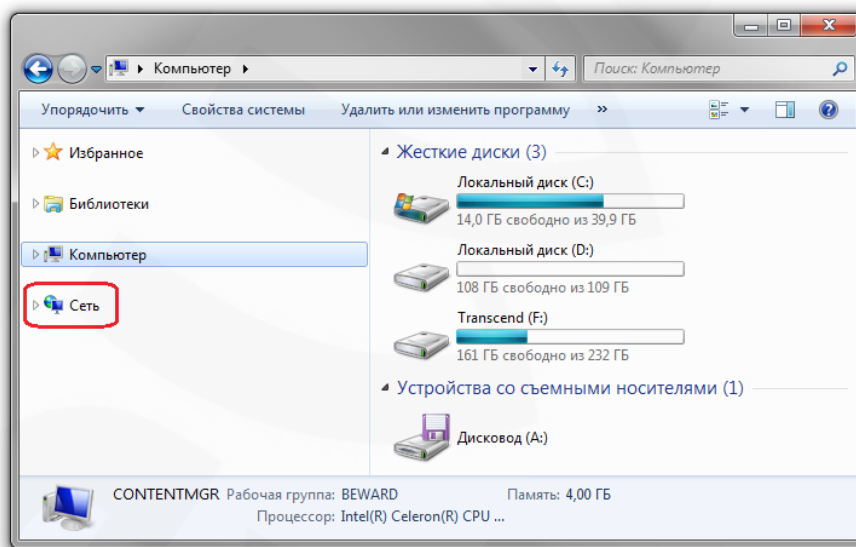 Компьютер
Поиск: Компьютер
Упорядочить Свойства системы Удалить или изменить программу »
Избранное
Библиотеки
Компьютер
Сеть
Жесткие диски (3)
Локальный диск (C:)
14,0 ГБ свободно из 39,9 ГБ
Локальный диск (D:)
108 ГБ свободно из 109 ГБ
Transcend (F:)
161 ГБ свободно из 232 ГБ
Устройства со съемными носителями (1)
Дисковод (A:)
CONTENTMGR Рабочая группа: BEWARD Память: 4,00 ГБ
Процессор: Intel(R) Celeron(R) CPU ...